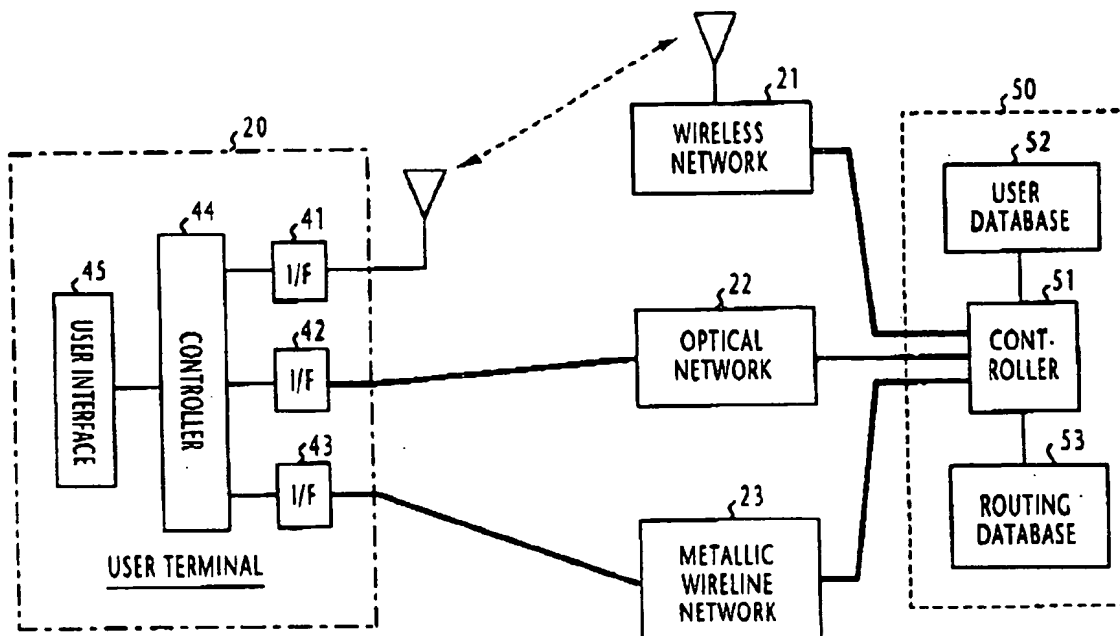 20
45
USER INTERFACE
44
CONTROLLER
41
I/F
42
I/F
43
I/F
USER TERMINAL
21
WIRELESS
NETWORK
22
OPTICAL
NETWORK
23
METALLIC
WIRELINE
NETWORK
50
52
USER
DATABASE
51
CONT-
ROLLER
53
ROUTING
DATABASE